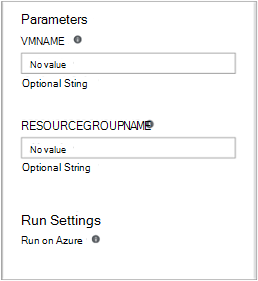 Parameters
VMNAME
No value
Optional Sting
RESOURCEGROUPNAME
No value
Optional String
Run Settings
Run on Azure